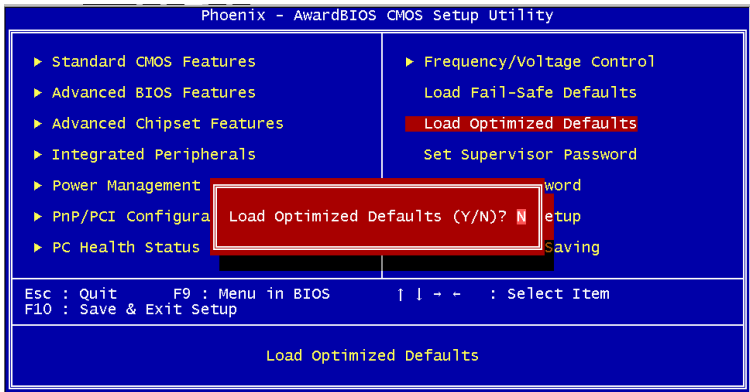 Phoenix - AwardBIOS CMOS Setup Utility
▶ Standard CMOS Features
▶ Advanced BIOS Features
▶ Advanced Chipset Features
▶ Integrated Peripherals
▶ Power Management
▶ PnP/PCI Configura
▶ PC Health Status
▶ Frequency/Voltage Control
Load Fail-Safe Defaults
Load Optimized Defaults
Set Supervisor Password
word
etup
Saving
Load Optimized Defaults (Y/N)? N
Esc : Quit F9 : Menu in BIOS ↑ ↓ → ← : Select Item
F10 : Save & Exit Setup
Load Optimized Defaults